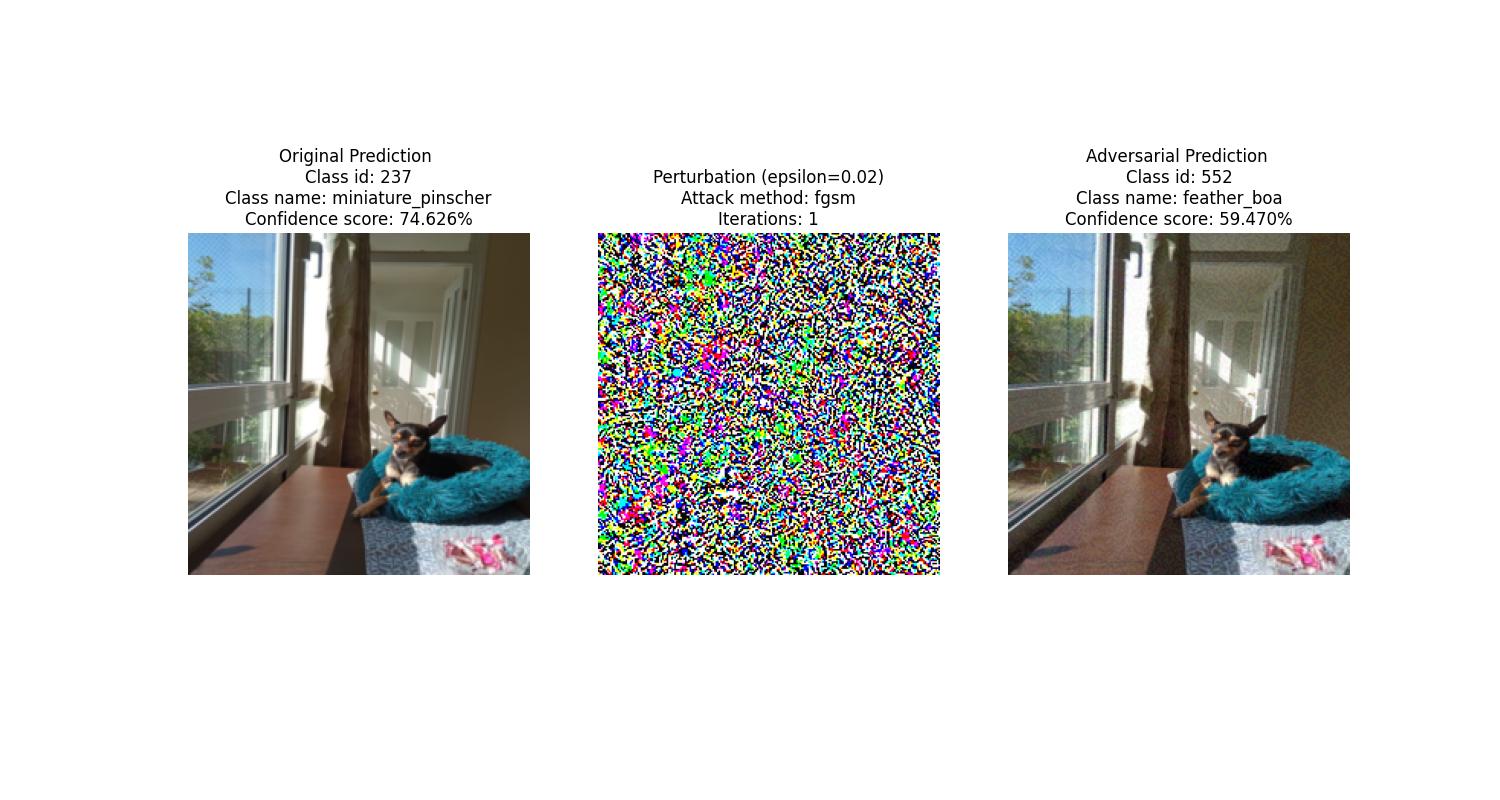 Original Prediction
Class id: 237
Class name: miniature_pinscher
Confidence score: 74.626%
Perturbation (epsilon=0.02)
Attack method: fgsm
Iterations: 1
Adversarial Prediction
Class id: 552
Class name: feather_boa
Confidence score: 59.470%